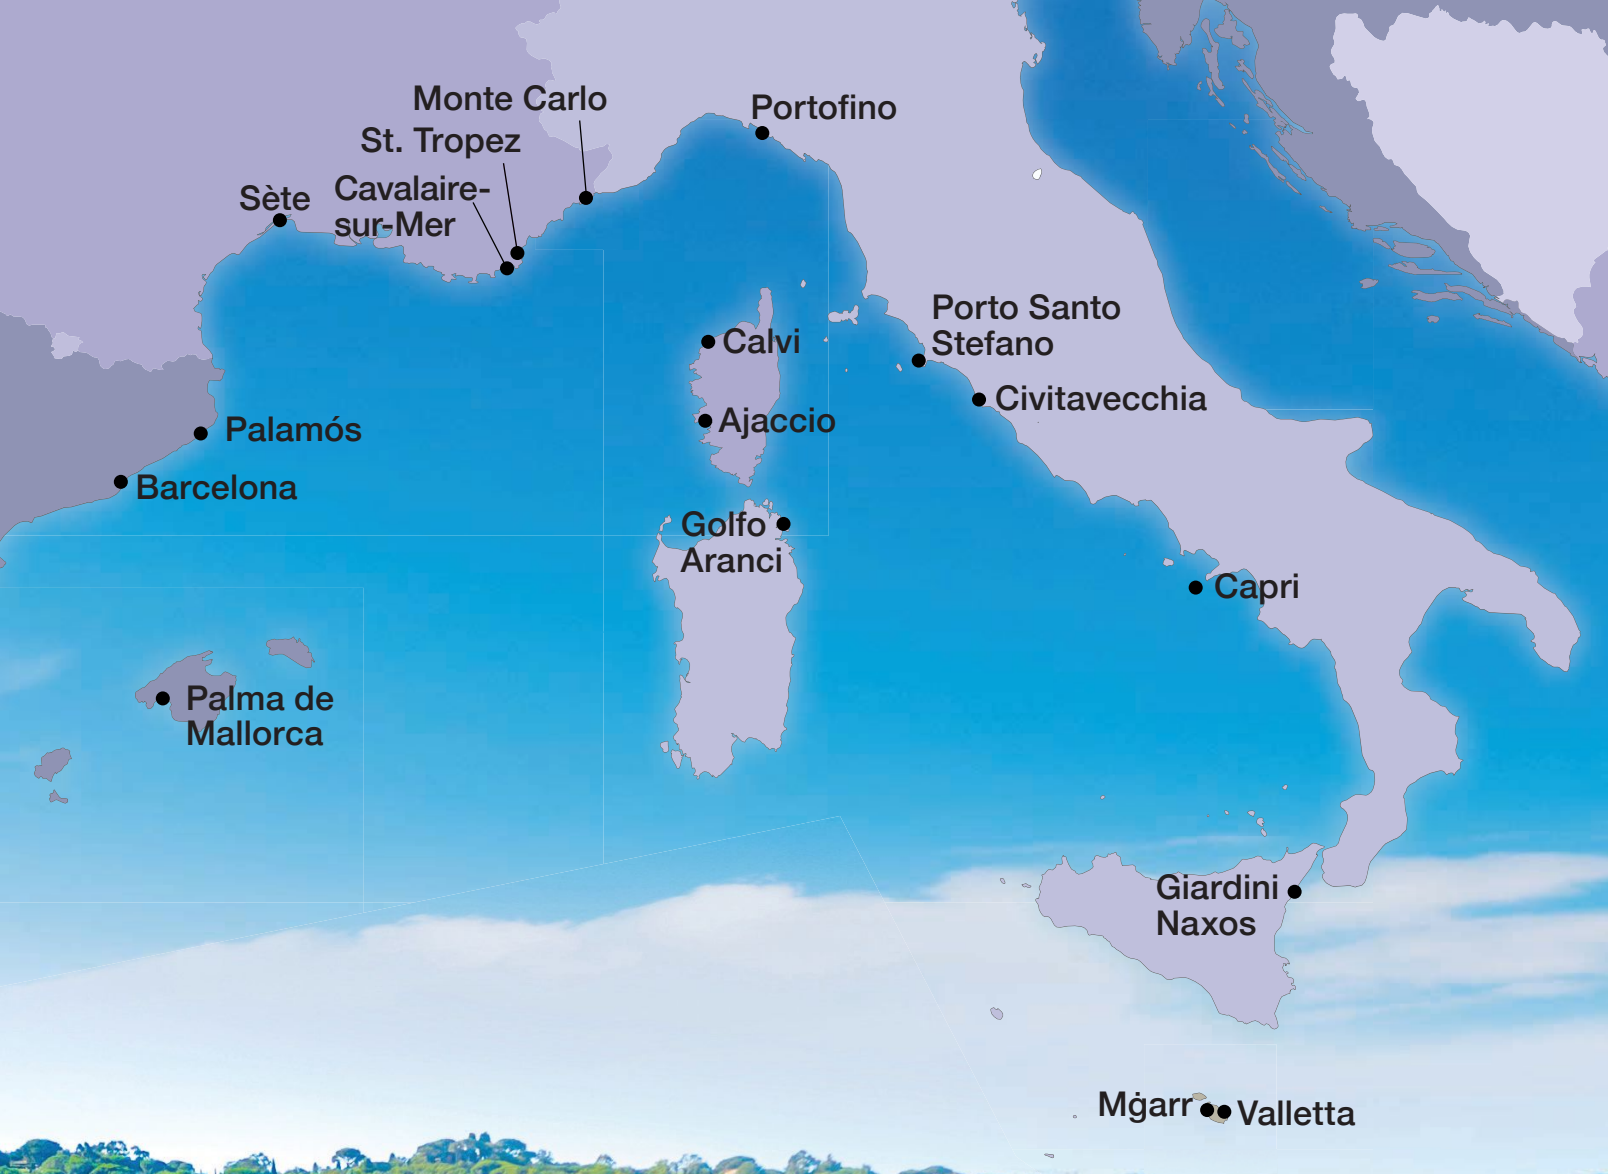 Monte Carlo
Portofino
St. Tropez
Cavalaire-
sur-Mer
Sète
Porto Santo
Stefano
Calvi
Civitavecchia
Ajaccio
Palamós
Barcelona
Golfo
Aranci
Capri
Palma de
Mallorca
Giardini
Naxos
Mġarr
Valletta